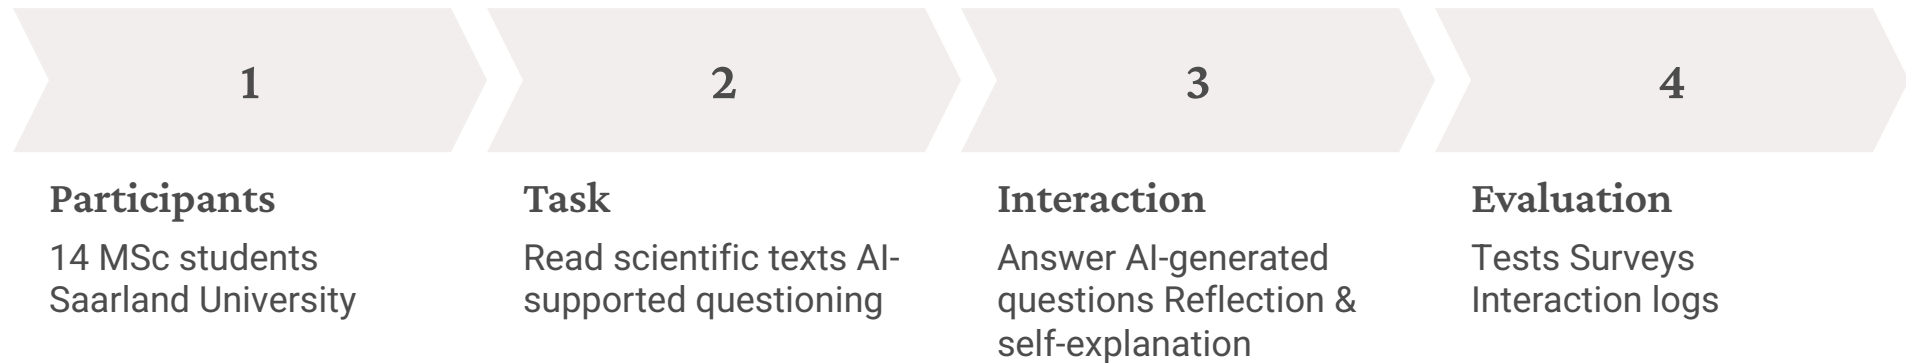 1
2
3
4
Participants
14 MSc students
Saarland University
Task
Read scientific texts AI-
supported questioning
Interaction
Answer AI-generated
questions Reflection &
self-explanation
Evaluation
Tests Surveys
Interaction logs